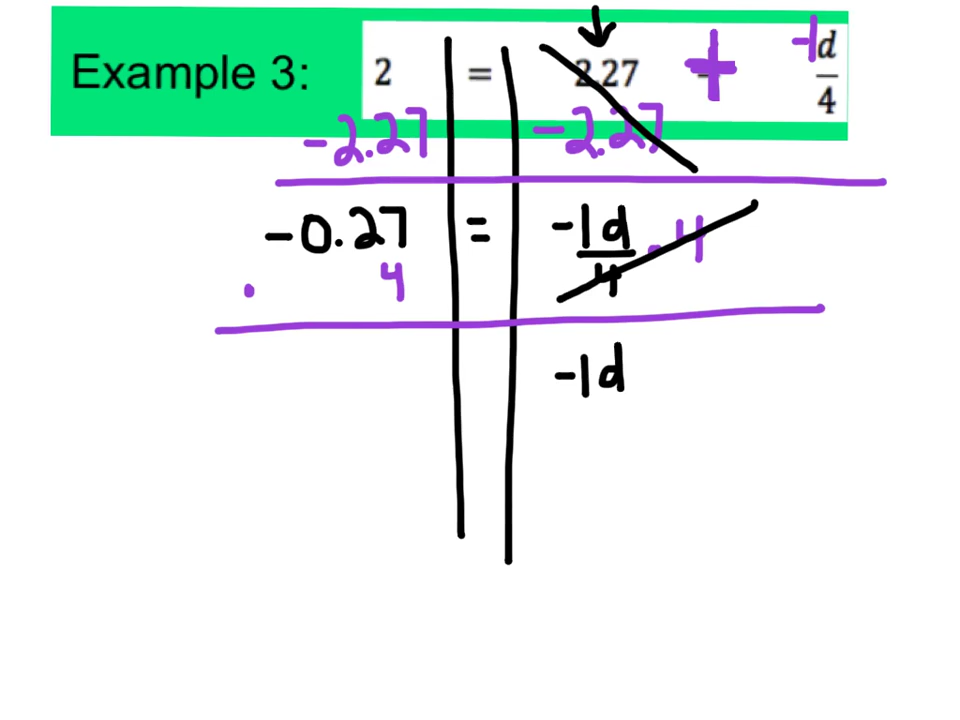 Example 3: 2 = 2.27 + -1d/4
-2.27 -2.27
-0.27 = -1d/4 · 4
· 4
-1d